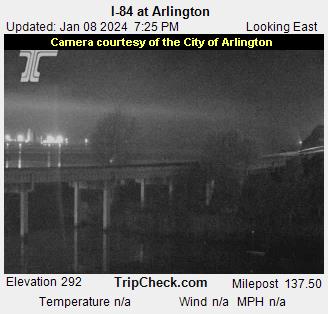 I-84 at Arlington
Updated: Jan 08 2024 7:25 PM Looking East
Camera courtesy of the City of Arlington
Elevation 292 TripCheck.com Milepost 137.50
Temperature n/a Wind n/a MPH n/a